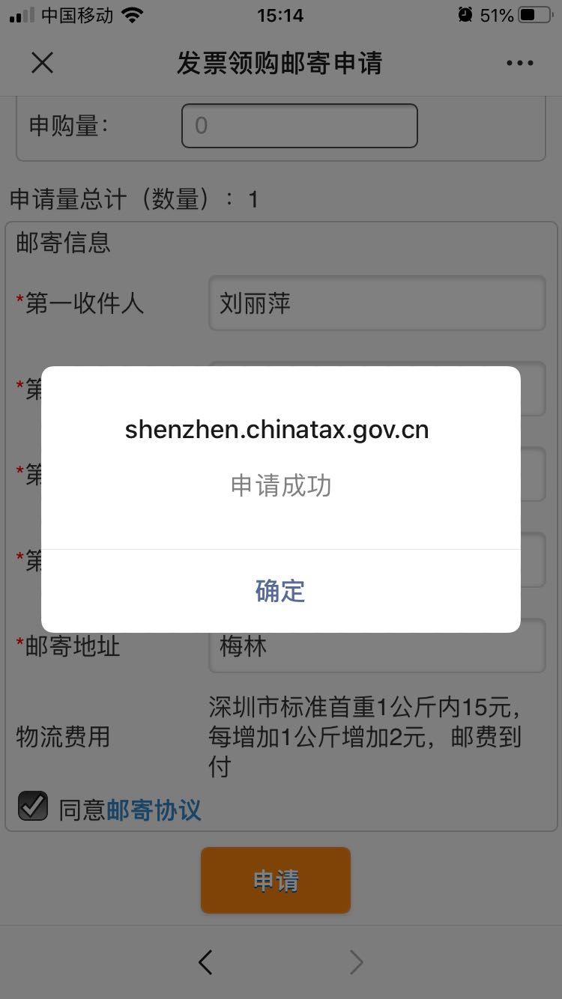 中国移动
15:14
51%
发票领购邮寄申请
申购量：
0
申请量总计（数量）：1
邮寄信息
*第一收件人
刘丽萍
*第
shenzhen.chinatax.gov.cn
申请成功
*第
*第
确定
*邮寄地址
梅林
物流费用
深圳市标准首重1公斤内15元，
每增加1公斤增加2元，邮费到
付
同意邮寄协议
申请